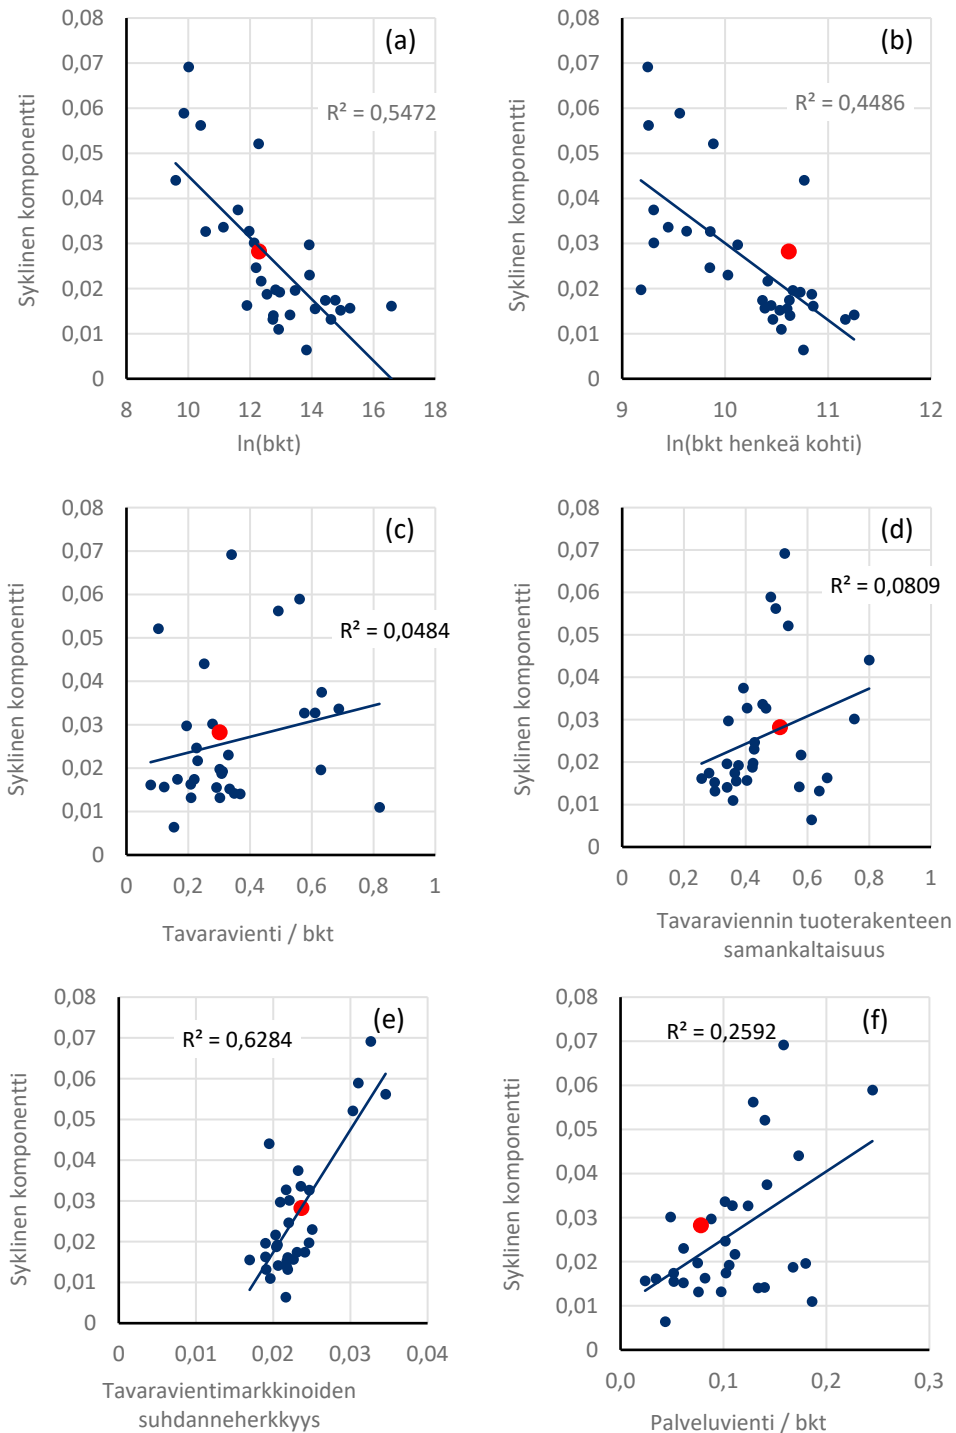 (a)
R² = 0,5472
Syklinen komponentti
0,08
0,07
0,06
0,05
0,04
0,03
0,02
0,01
0
8 10 12 14 16 18
ln(bkt)
(b)
R² = 0,4486
Syklinen komponentti
0,08
0,07
0,06
0,05
0,04
0,03
0,02
0,01
0
9 10 11 12
ln(bkt henkeä kohti)
(c)
R² = 0,0484
Syklinen komponentti
0,08
0,07
0,06
0,05
0,04
0,03
0,02
0,01
0
0 0,2 0,4 0,6 0,8 1
Tavaravienti / bkt
(d)
R² = 0,0809
Syklinen komponentti
0,08
0,07
0,06
0,05
0,04
0,03
0,02
0,01
0
0 0,2 0,4 0,6 0,8 1
Tavaraviennin tuoterakenteen
samankaltaisuus
(e)
R² = 0,6284
Syklinen komponentti
0,08
0,07
0,06
0,05
0,04
0,03
0,02
0,01
0
0 0,01 0,02 0,03 0,04
Tavaravientimarkkinoiden
suhdanneherkkyys
(f)
R² = 0,2592
Syklinen komponentti
0,08
0,07
0,06
0,05
0,04
0,03
0,02
0,01
0
0,0 0,1 0,2 0,3
Palveluvienti / bkt